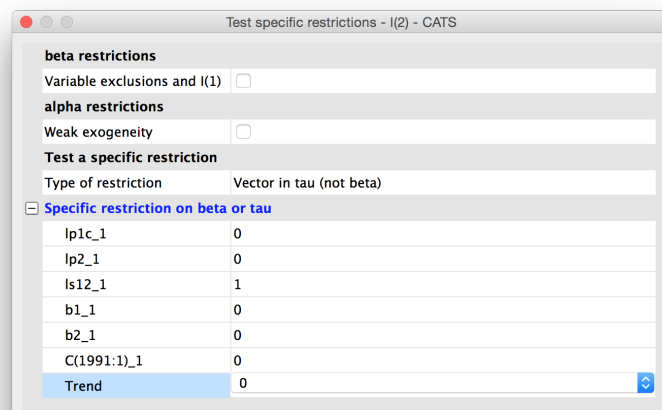 Test specific restrictions - I(2) - CATS
beta restrictions
Variable exclusions and I(1)
alpha restrictions
Weak exogeneity
Test a specific restriction
Type of restriction Vector in tau (not beta)
Specific restriction on beta or tau
lp1c_1 0
lp2_1 0
ls12_1 1
b1_1 0
b2_1 0
C(1991:1)_1 0
Trend 0